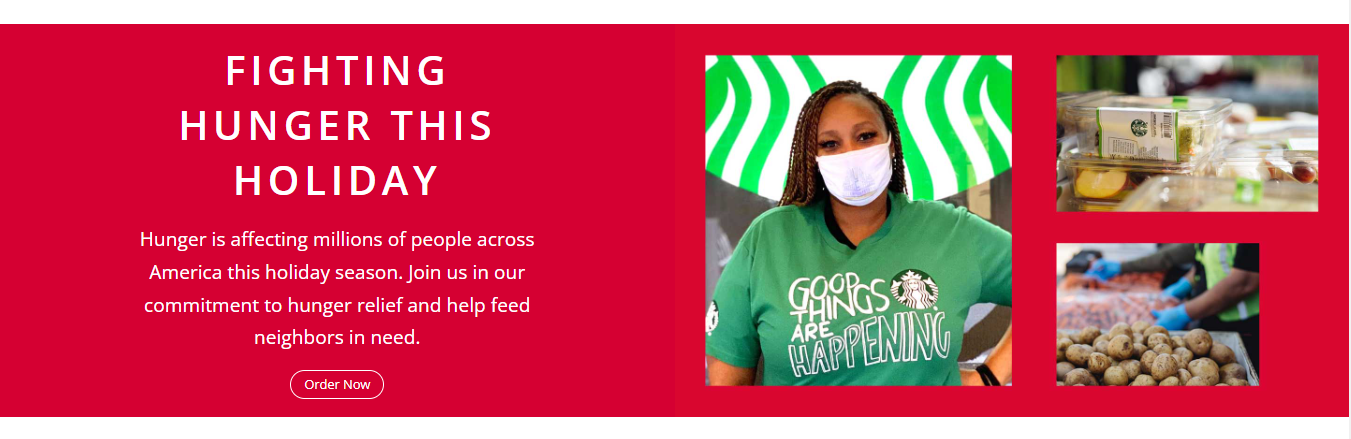 FIGHTING
HUNGER THIS
HOLIDAY
Hunger is affecting millions of people across
America this holiday season. Join us in our
commitment to hunger relief and help feed
neighbors in need.
Order Now
GOOD
THINGS
ARE
HAPPENING